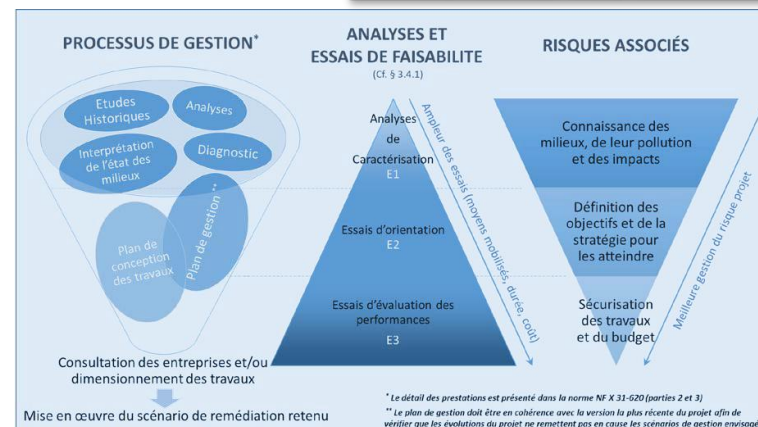 PROCESSUS DE GESTION*
Etudes
Historiques
Analyses
Interprétation
de l'état des
milieux
Diagnostic
Plan de gestion **
Plan de
conception
des travaux
Consultation des entreprises et/ou
dimensionnement des travaux
Mise en œuvre du scénario de remédiation retenu
ANALYSES ET
ESSAIS DE FAISABILITE
(Cf. § 3.4.1)
Analyses
de
Caractérisation
E1
Essais d'orientation
E2
Essais d'évaluation des
performances
E3
Ampleur des essais (moyens mobilisés, durée, coût)
RISQUES ASSOCIÉS
Connaissance des
milieux, de leur pollution
et des impacts
Définition des
objectifs et de la
stratégie pour
les atteindre
Sécurisation
des travaux
et du budget
Meilleure gestion du risque projet
* Le détail des prestations est présenté dans la norme NF X 31-620 (parties 2 et 3)
** Le plan de gestion doit être en cohérence avec la version la plus récente du projet afin de
vérifier que les évolutions du projet ne remettent pas en cause les scénarios de gestion